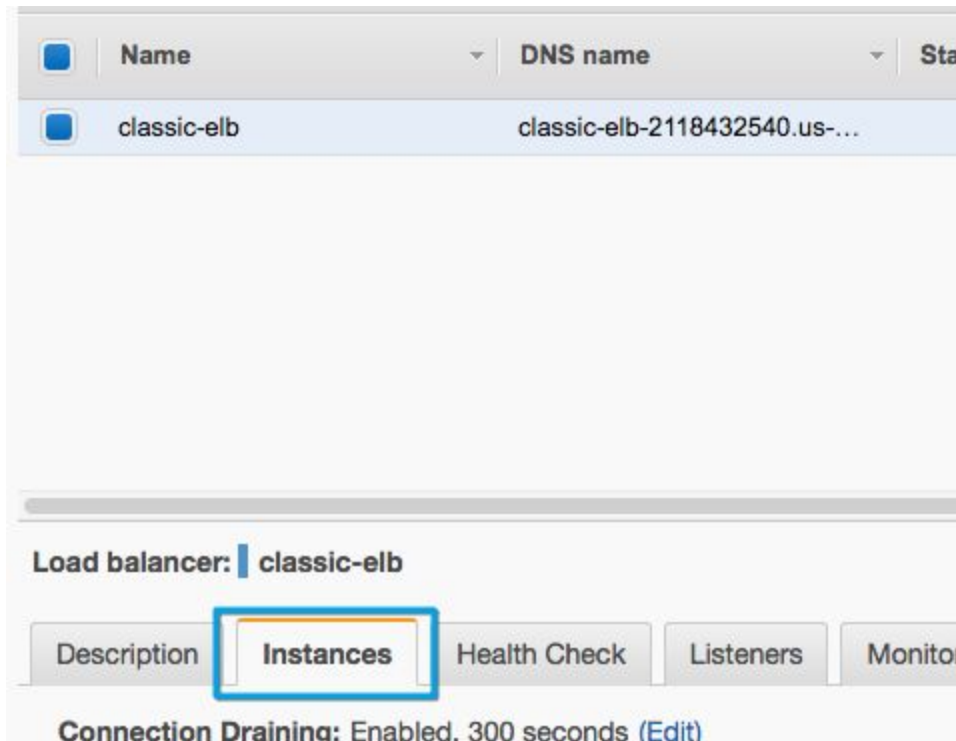 Name DNS name Sta
classic-elb classic-elb-2118432540.us-...
Load balancer: classic-elb
Description Instances Health Check Listeners Monitor
Connection Draining: Enabled, 300 seconds (Edit)